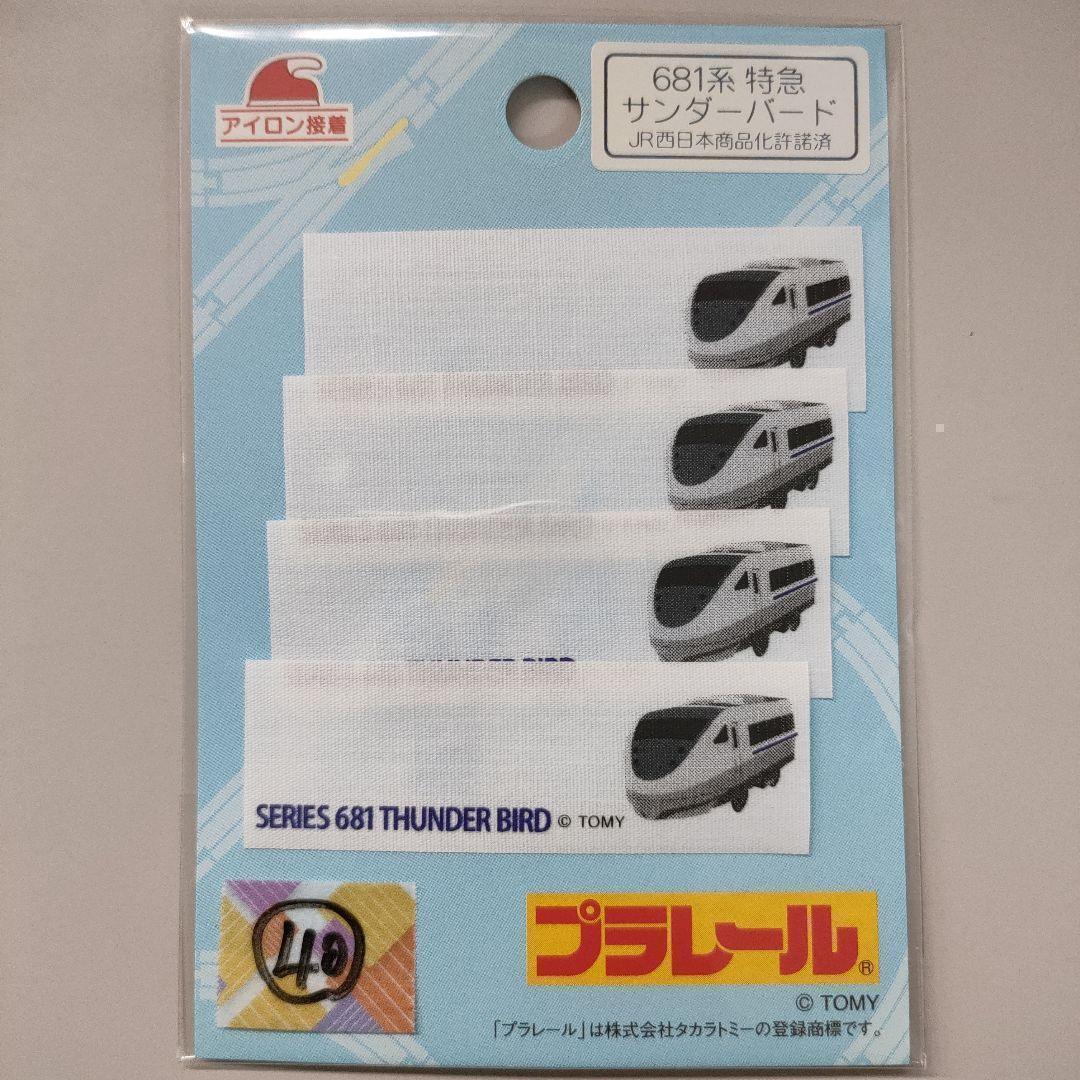 アイロン接着
681系 特急
サンダーバード
JR西日本商品化許諾済
THUNDER BIRD
SERIES 681 THUNDER BIRD © TOMY
40
プラレール®
© TOMY
「プラレール」は株式会社タカラトミーの登録商標です。